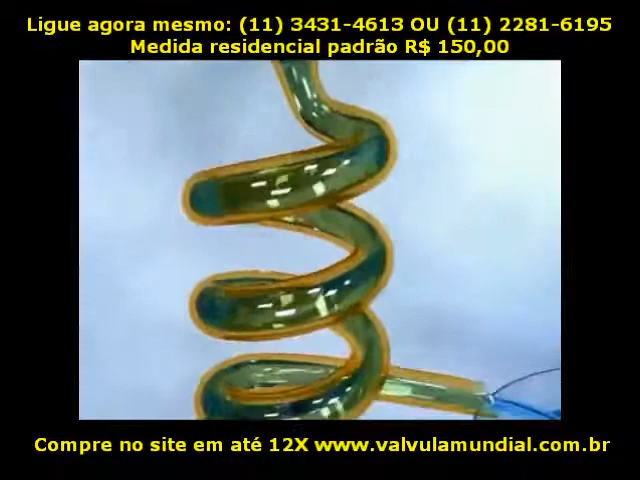 Ligue agora mesmo: (11) 3431-4613 OU (11) 2281-6195
Medida residencial padrão R$ 150,00
Compre no site em até 12X www.valvulamundial.com.br